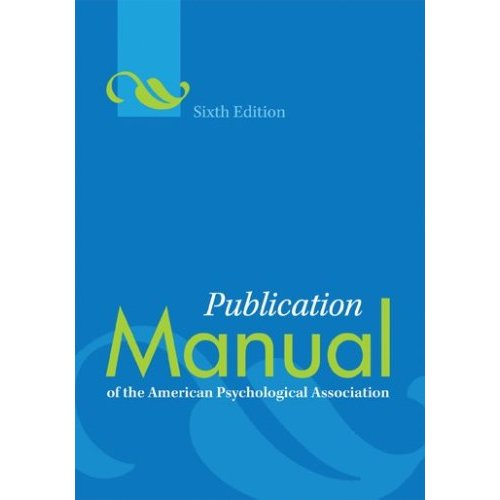 Sixth Edition
Publication
Manual
of the American Psychological Association